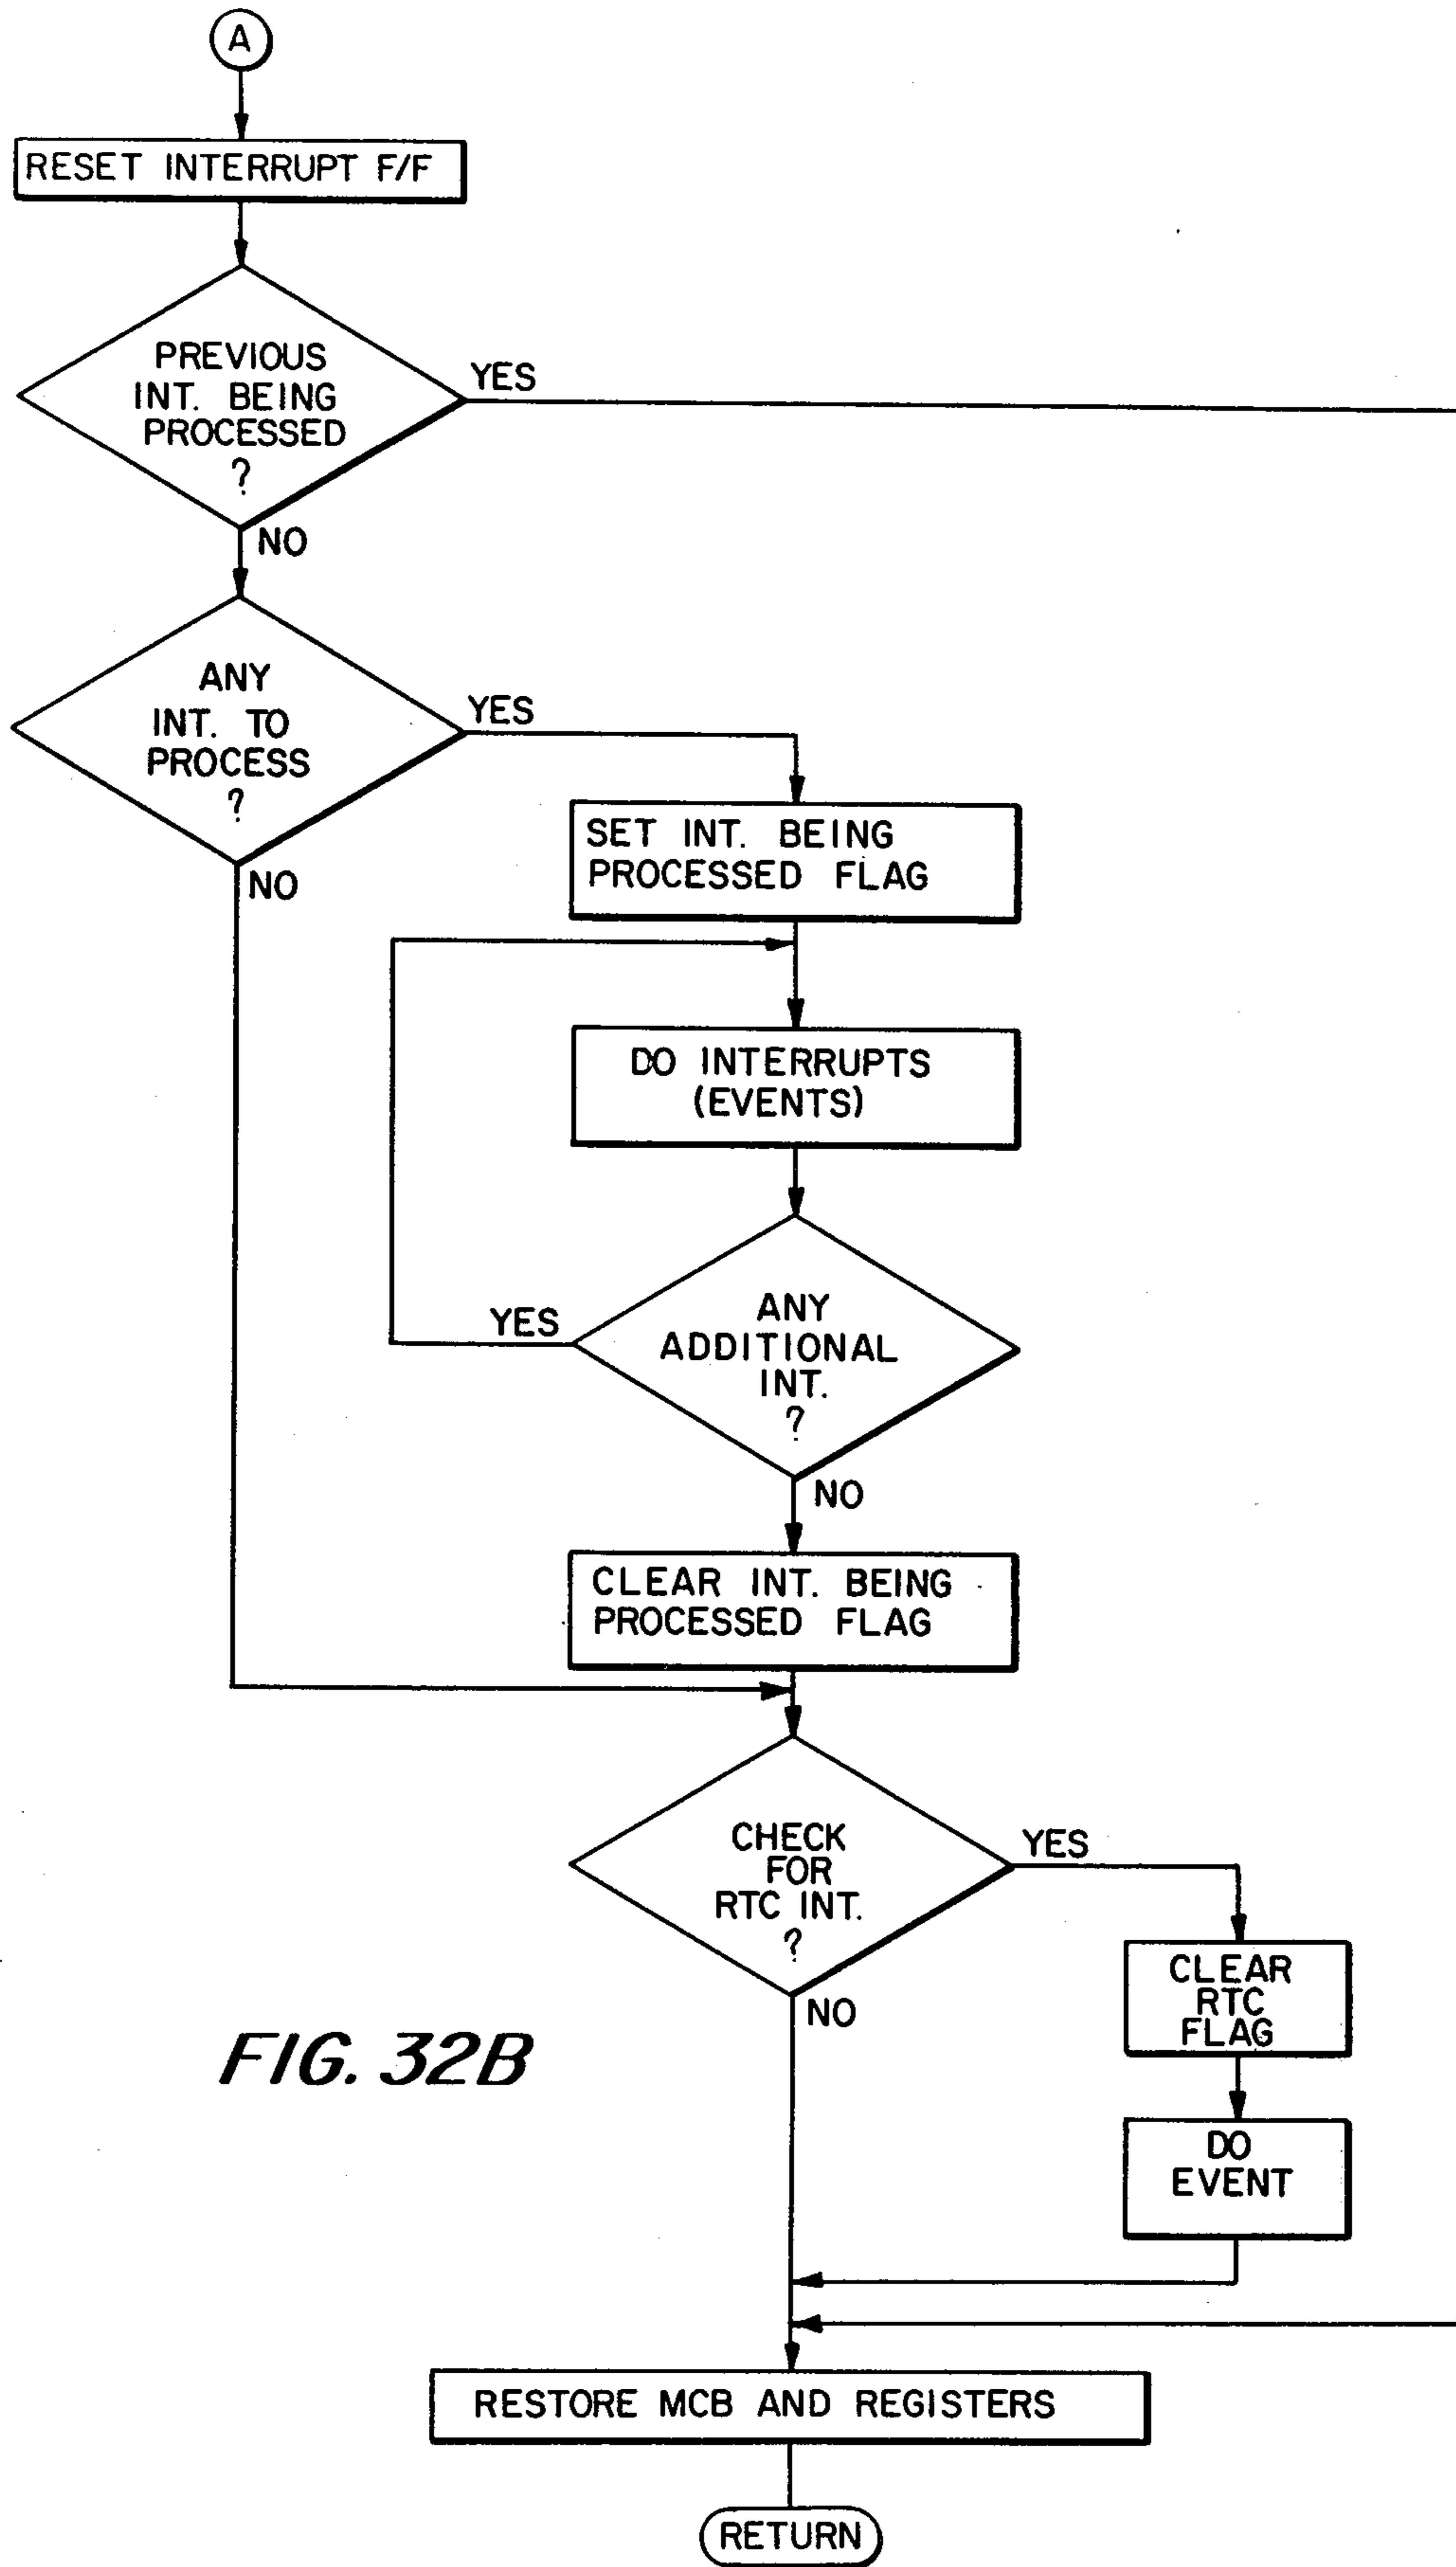 A
RESET INTERRUPT F/F
PREVIOUS
INT. BEING
PROCESSED
?
YES
NO
ANY
INT. TO
PROCESS
?
YES
NO
SET INT. BEING
PROCESSED FLAG
DO INTERRUPTS
(EVENTS)
ANY
ADDITIONAL
INT.
?
YES
NO
CLEAR INT. BEING
PROCESSED FLAG
CHECK
FOR
RTC INT.
?
YES
NO
CLEAR
RTC
FLAG
DO
EVENT
FIG. 32B
RESTORE MCB AND REGISTERS
RETURN